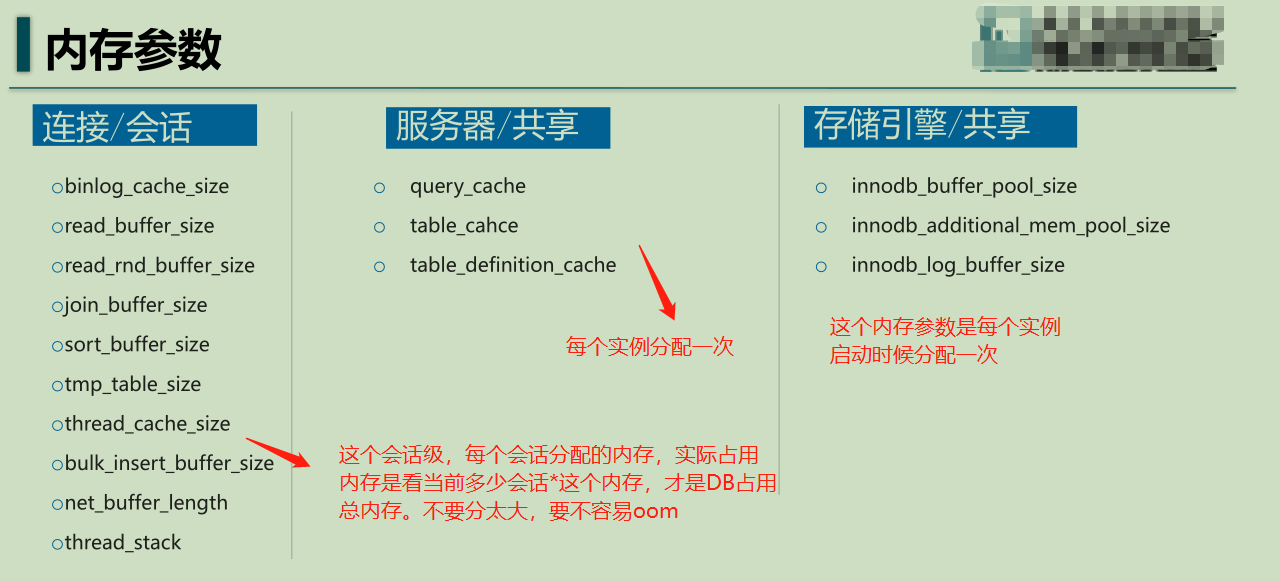 内存参数
连接/会话
binlog_cache_size
read_buffer_size
read_rnd_buffer_size
join_buffer_size
sort_buffer_size
tmp_table_size
thread_cache_size
bulk_insert_buffer_size
net_buffer_length
thread_stack
这个会话级，每个会话分配的内存，实际占用
内存是看当前多少会话*这个内存，才是DB占用
总内存。不要分太大，要不容易oom
服务器/共享
query_cache
table_cahce
table_definition_cache
每个实例分配一次
存储引擎/共享
innodb_buffer_pool_size
innodb_additional_mem_pool_size
innodb_log_buffer_size
这个内存参数是每个实例
启动时候分配一次